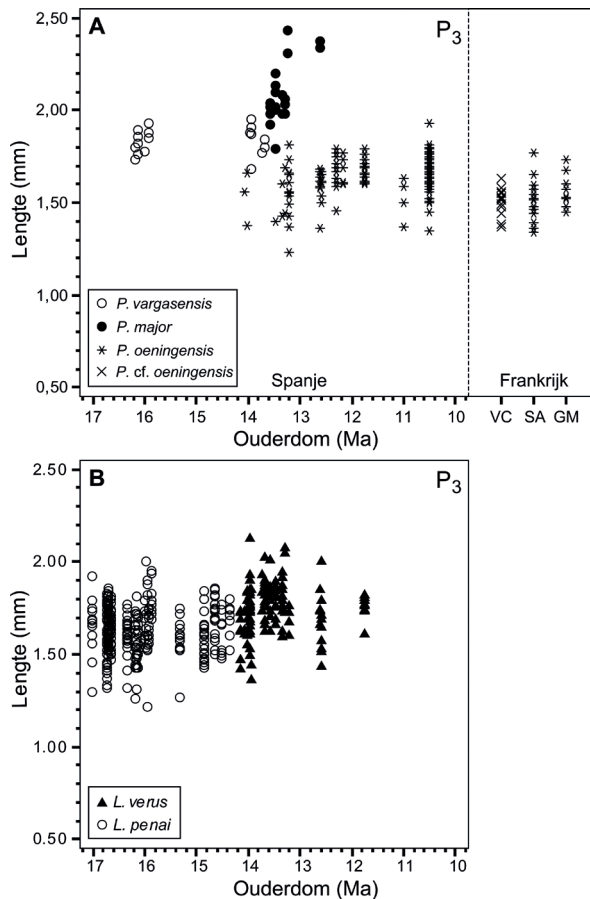 A
P3
2,50
2,00
1,50
1,00
0,50
Lengte (mm)
P. vargasensis
P. major
P. oeningensis
P. cf. oeningensis
Spanje
Frankrijk
17 16 15 14 13 12 11 10 VC SA GM
Ouderdom (Ma)
B
P3
2.50
2.00
1.50
1.00
0.50
Lengte (mm)
L. verus
L. penai
17 16 15 14 13 12 11 10
Ouderdom (Ma)